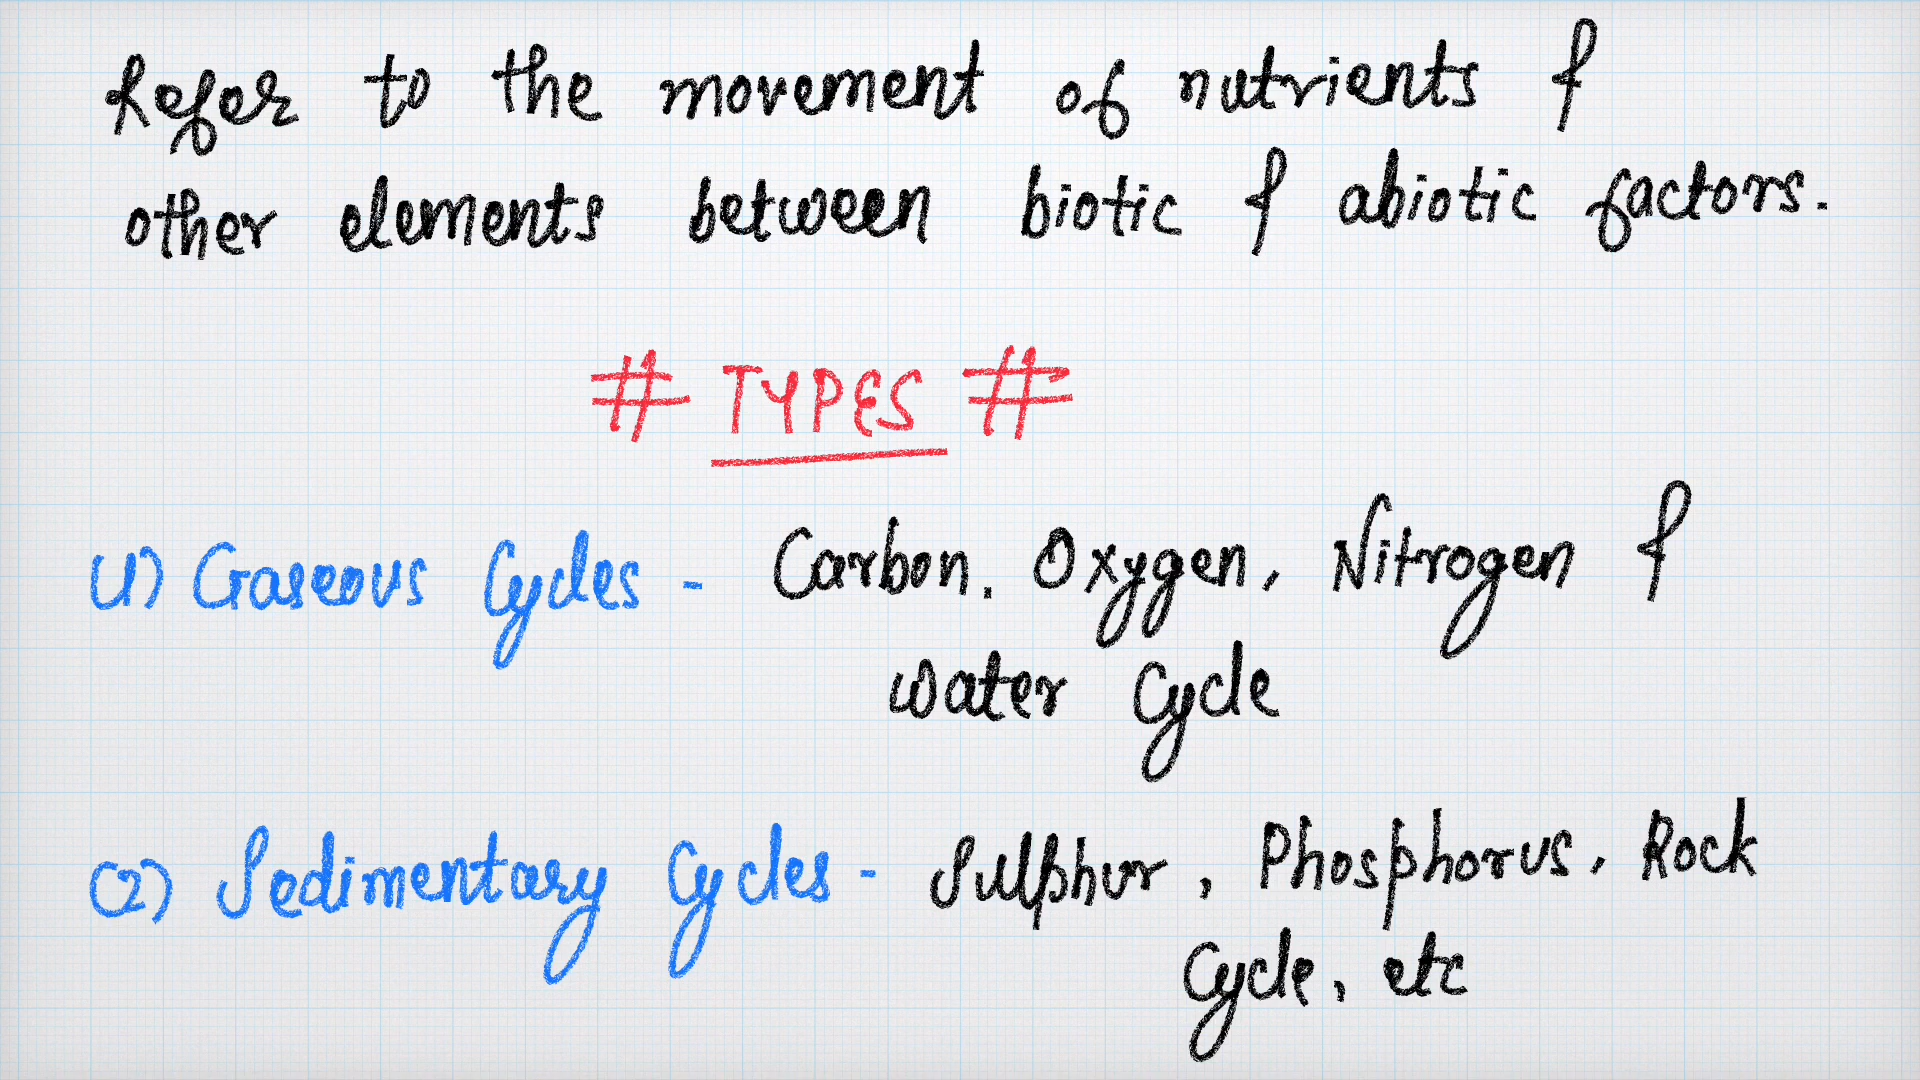 Refer to the movement of nutrients &
other elements between biotic & abiotic factors.
# TYPES #
(1) Gaseous Cycles - Carbon, Oxygen, Nitrogen &
water Cycle
(2) Sedimentary Cycles - Sulphur, Phosphorus, Rock
Cycle, etc